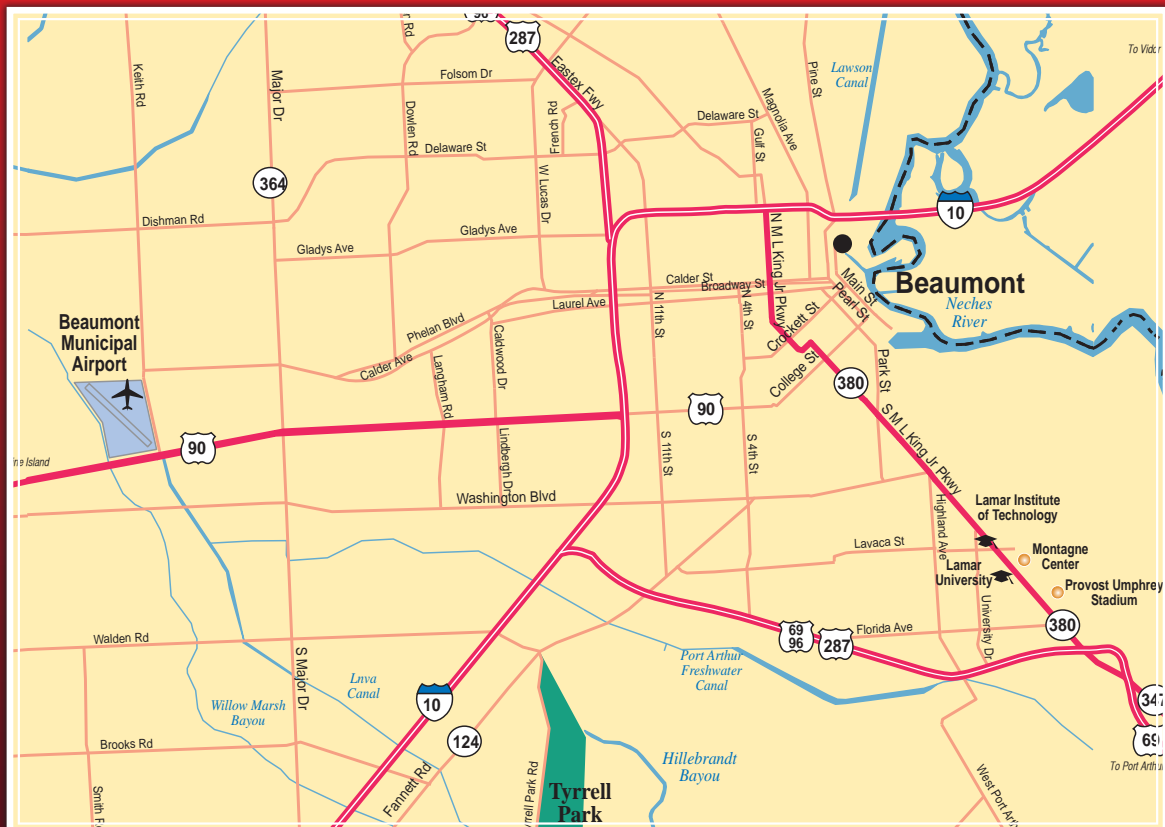 287
To Vidor
Keith Rd
Major Dr
Folsom Dr
Eastex Fwy
Lawson
Canal
Pine St
Magnolia Ave
Dowlen Rd
French Rd
Delaware St
Gulf St
Delaware St
364
W Lucas Dr
10
Dishman Rd
Gladys Ave
Gladys Ave
N M L King Jr Pkwy
Calder St
Broadway St
Main St
Pearl St
Beaumont
Neches
River
Laurel Ave
N 11th St
N 4th St
Crockett St
Beaumont
Municipal
Airport
Phelan Blvd
Calder Ave
Caldwood Dr
Langham Rd
College St
Park St
380
90
90
S M L King Jr Pkwy
Lindbergh Dr
S 11th St
S 4th St
Washington Blvd
Highland Ave
Lamar Institute
of Technology
Lavaca St
Montagne
Center
Lamar
University
Provost Umphrey
Stadium
University Dr
380
Walden Rd
69
96
287
Florida Ave
S Major Dr
Port Arthur
Freshwater
Canal
Lnva
Canal
Willow Marsh
Bayou
10
347
124
69
Brooks Rd
Hillebrandt
Bayou
To Port Arthur
Fannett Rd
Tyrrell
Park